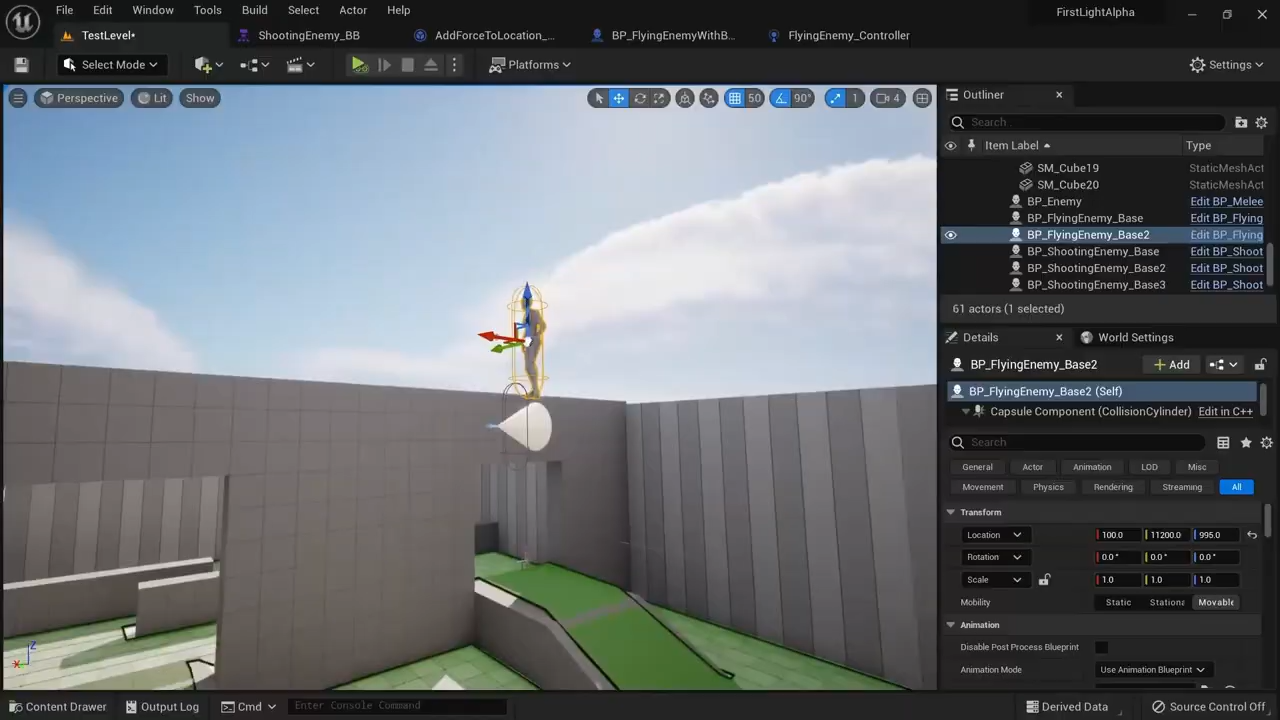 File Edit Window Tools Build Select Actor Help
FirstLightAlpha
TestLevel* ShootingEnemy_BB AddForceToLocation_... BP_FlyingEnemyWithB... FlyingEnemy_Controller
Select Mode Platforms Settings
Perspective Lit Show 50 90° 1 4
Outliner
Search...
Item Label Type
SM_Cube19 StaticMeshAct
SM_Cube20 StaticMeshAct
BP_Enemy Edit BP_Melee
BP_FlyingEnemy_Base Edit BP_Flying
BP_FlyingEnemy_Base2 Edit BP_Flying
BP_ShootingEnemy_Base Edit BP_Shoot
BP_ShootingEnemy_Base2 Edit BP_Shoot
BP_ShootingEnemy_Base3 Edit BP_Shoot
61 actors (1 selected)
Details World Settings
BP_FlyingEnemy_Base2 Add
BP_FlyingEnemy_Base2 (Self)
Capsule Component (CollisionCylinder) Edit in C++
Search
General Actor Animation LOD Misc
Movement Physics Rendering Streaming All
Transform
Location 100.0 11200.0 995.0
Rotation 0.0° 0.0° 0.0°
Scale 1.0 1.0 1.0
Mobility Static Stationa Movable
Animation
Disable Post Process Blueprint
Animation Mode Use Animation Blueprint
Z
X
Content Drawer Output Log Cmd Enter Console Command Derived Data Source Control Off